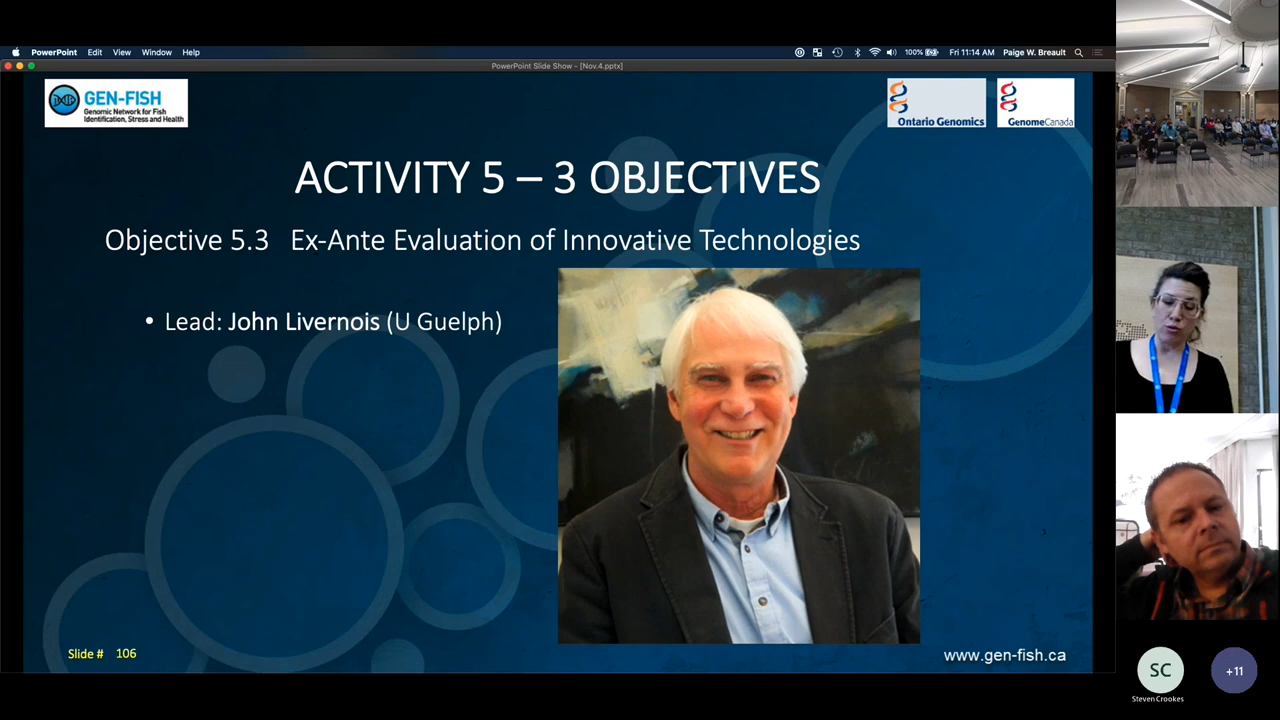 PowerPoint Edit View Window Help
100% Fri 11:14 AM Paige W. Breault
PowerPoint Slide Show - [Nov.4.pptx]
GEN-FISH
Genomic Network for Fish
Identification, Stress and Health
Ontario Genomics
GenomeCanada
ACTIVITY 5 – 3 OBJECTIVES
Objective 5.3 Ex-Ante Evaluation of Innovative Technologies
• Lead: John Livernois (U Guelph)
Slide # 106
www.gen-fish.ca
SC
+11
Steven Crookes